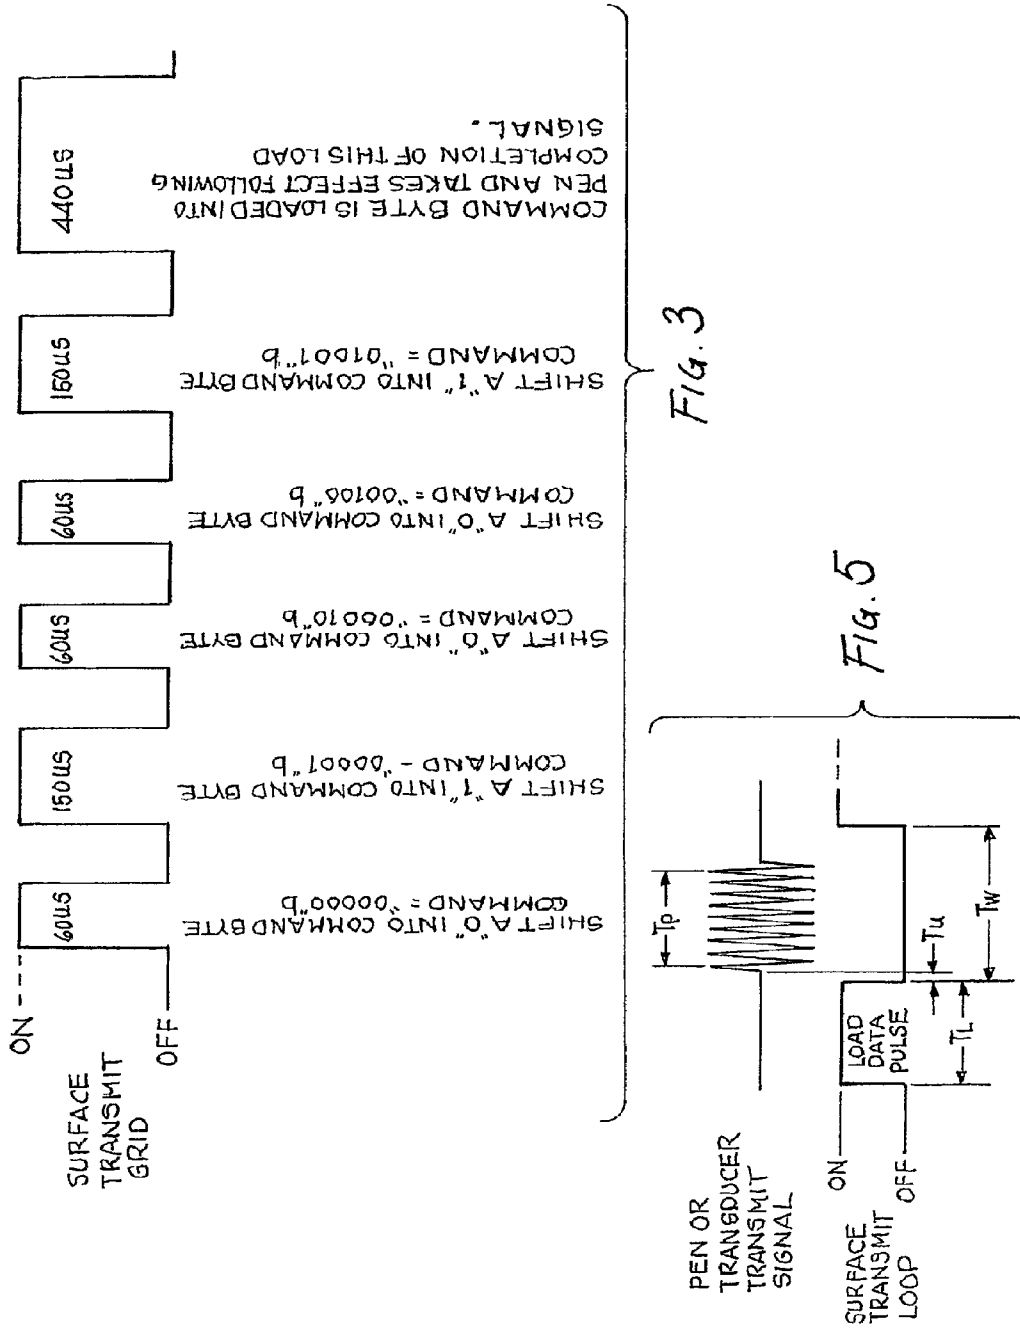 ON
SURFACE
TRANSMIT
GRID
OFF
60us
150us
60us
60us
150us
440us
SHIFT A "0" INTO COMMAND BYTE
COMMAND = "00000"b
SHIFT A "1" INTO COMMAND BYTE
COMMAND - "00001"b
SHIFT A "0" INTO COMMAND BYTE
COMMAND = "00010"b
SHIFT A "0" INTO COMMAND BYTE
COMMAND = "00100"b
SHIFT A "1" INTO COMMAND BYTE
COMMAND = "01001"b
COMMAND BYTE IS LOADED INTO
PEN AND TAKES EFFECT FOLLOWING
COMPLETION OF THIS LOAD
SIGNAL.
FIG. 3
PEN OR
TRANSDUCER
TRANSMIT
SIGNAL
Tp
ON
SURFACE
TRANSMIT
LOOP
OFF
LOAD
DATA
PULSE
TL
Tu
Tw
FIG. 5